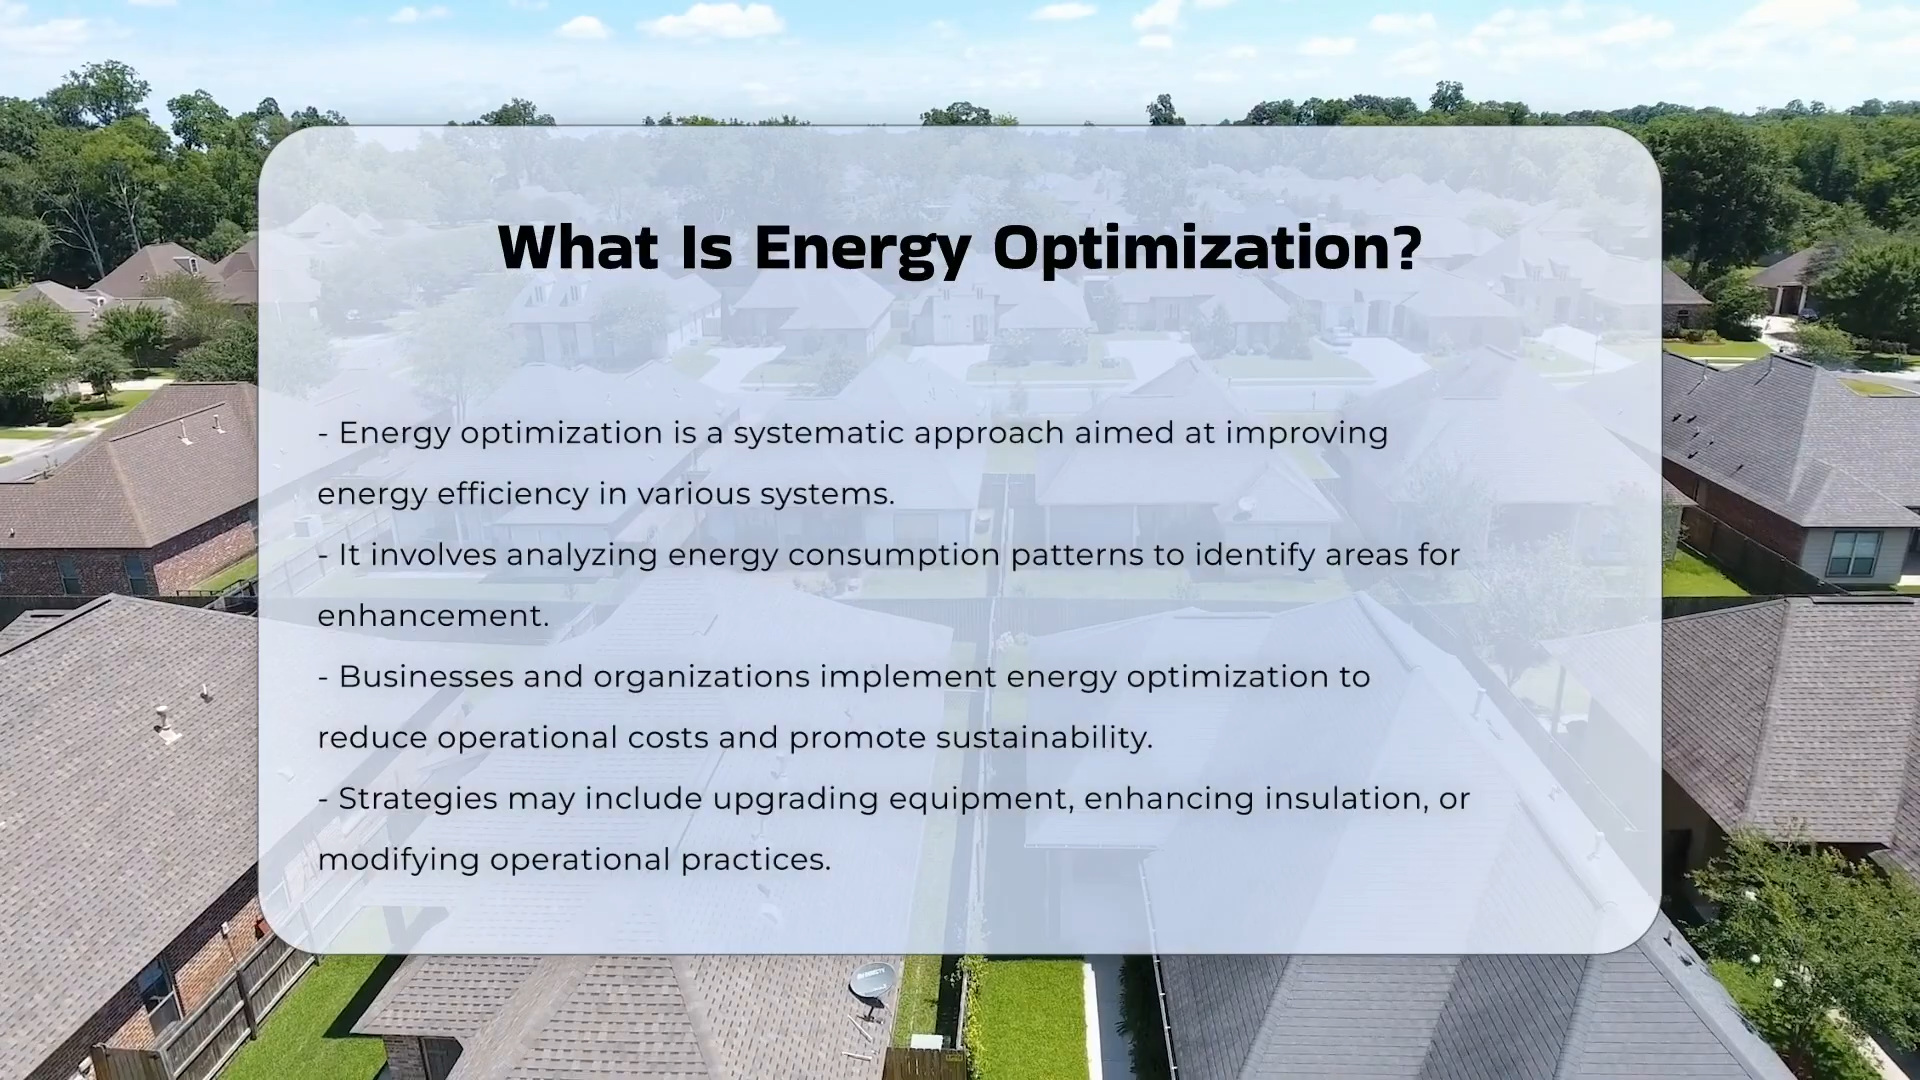 What Is Energy Optimization?
- Energy optimization is a systematic approach aimed at improving
energy efficiency in various systems.
- It involves analyzing energy consumption patterns to identify areas for
enhancement.
- Businesses and organizations implement energy optimization to
reduce operational costs and promote sustainability.
- Strategies may include upgrading equipment, enhancing insulation, or
modifying operational practices.